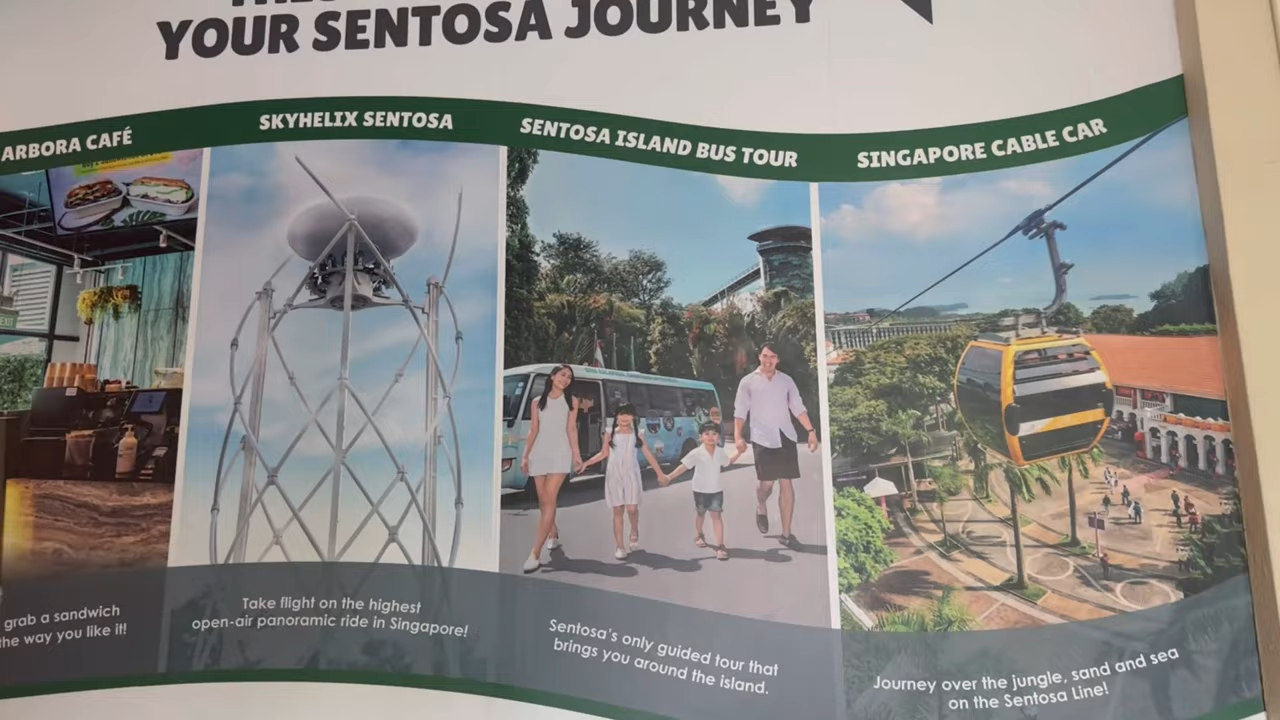 YOUR SENTOSA JOURNEY
ARBORA CAFÉ
SKYHELIX SENTOSA
SENTOSA ISLAND BUS TOUR
SINGAPORE CABLE CAR
grab a sandwich
the way you like it!
Take flight on the highest
open-air panoramic ride in Singapore!
Sentosa's only guided tour that
brings you around the island.
Journey over the jungle, sand and sea
on the Sentosa Line!